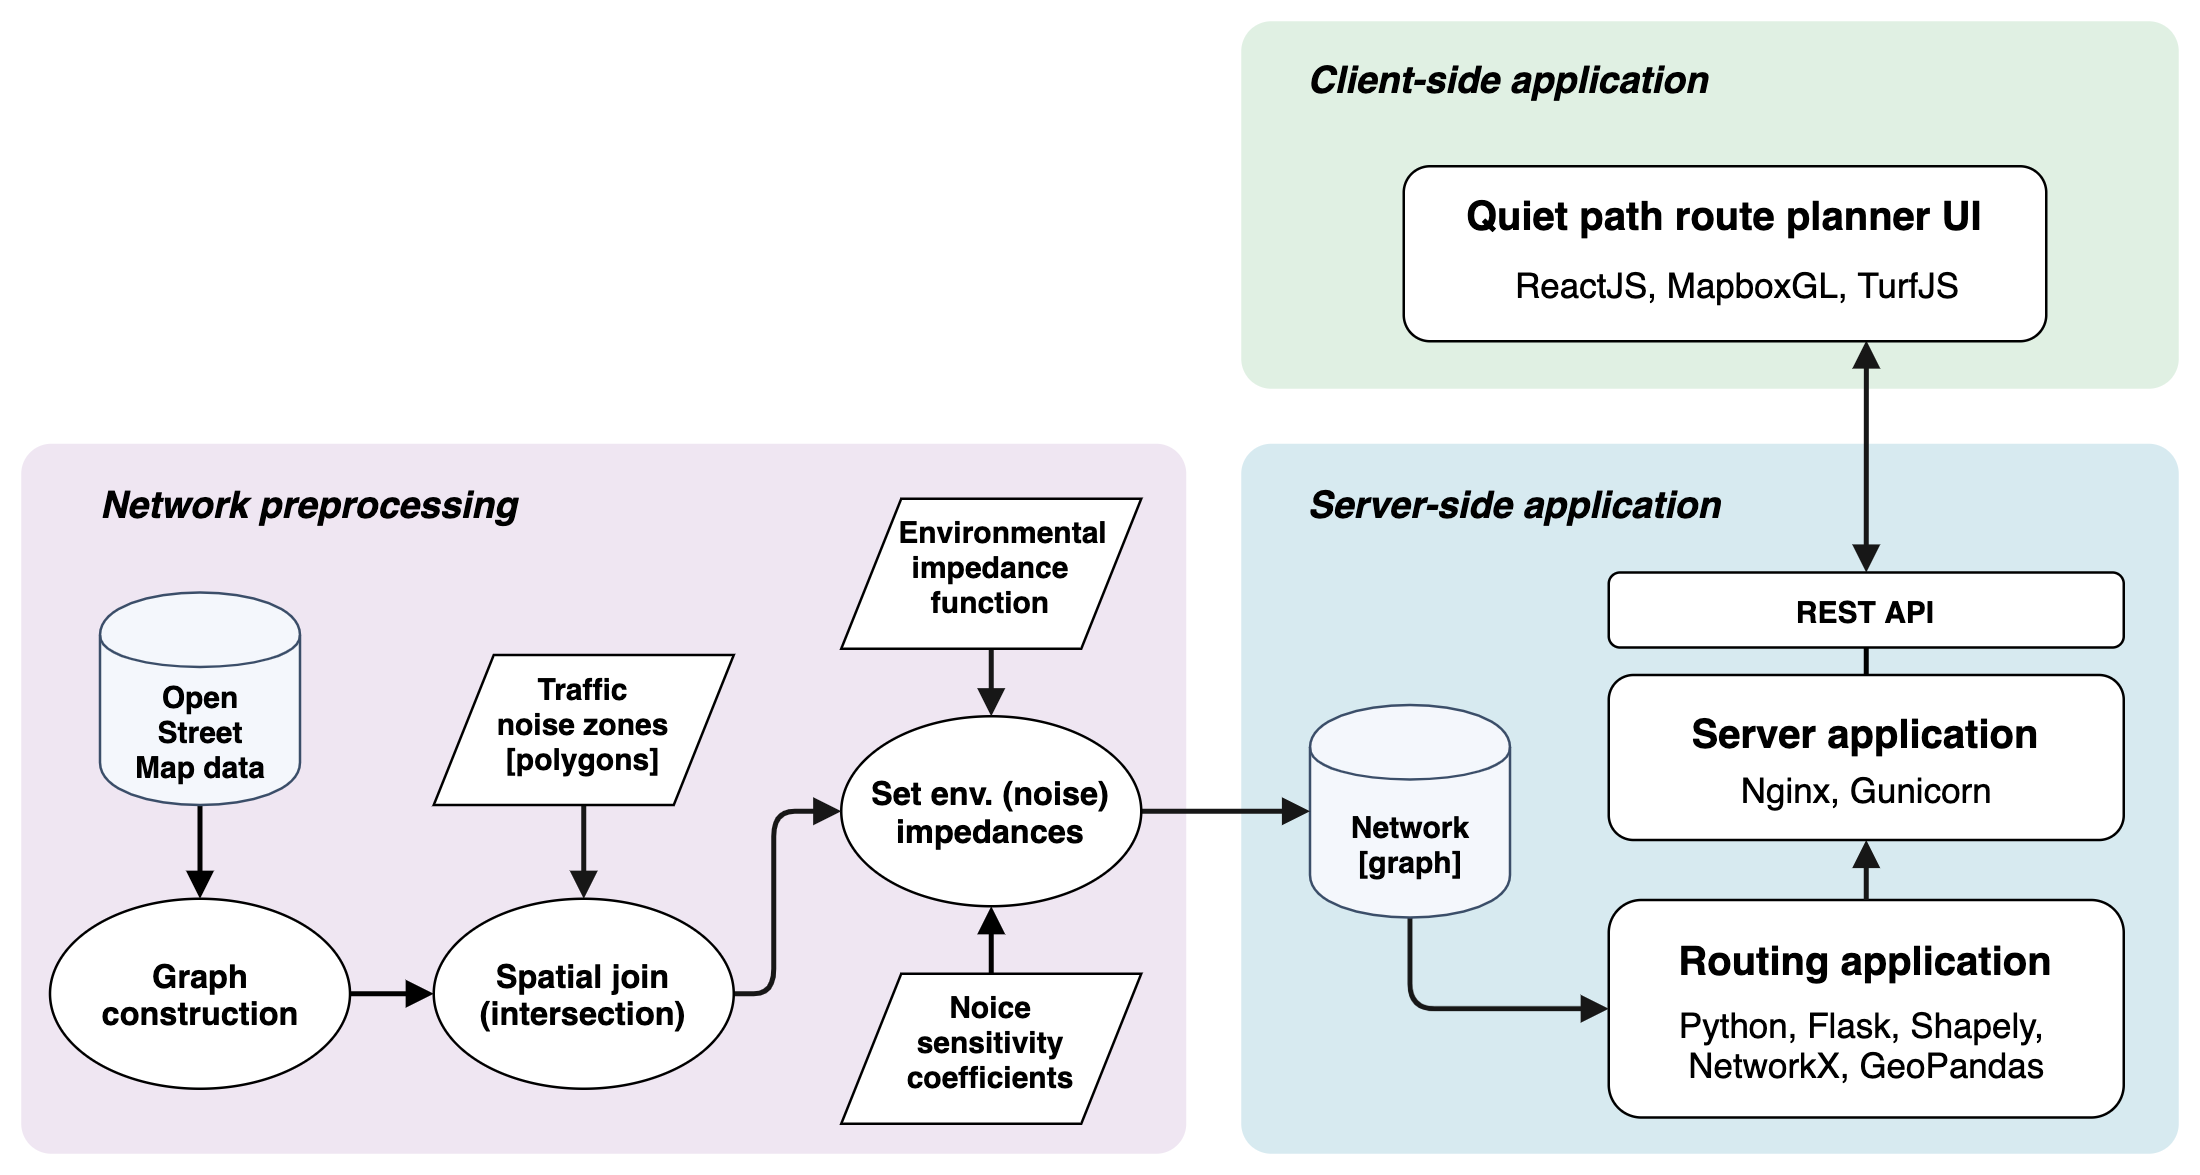 Client-side application
Quiet path route planner UI
ReactJS, MapboxGL, TurfJS
Network preprocessing
Open
Street
Map data
Graph
construction
Traffic
noise zones
[polygons]
Spatial join
(intersection)
Environmental
impedance
function
Set env. (noise)
impedances
Noice
sensitivity
coefficients
Server-side application
Network
[graph]
REST API
Server application
Nginx, Gunicorn
Routing application
Python, Flask, Shapely,
NetworkX, GeoPandas